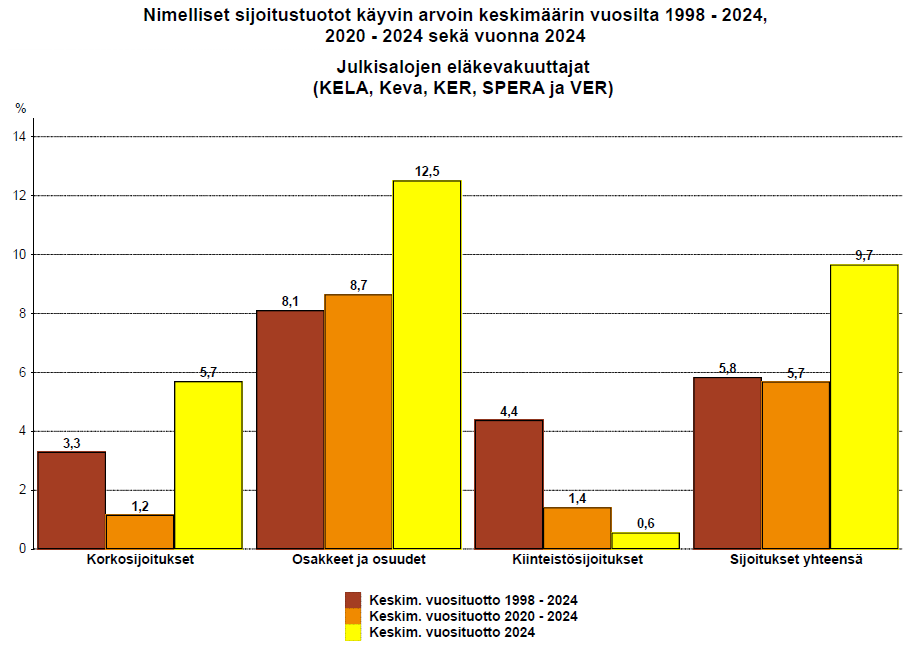 Nimelliset sijoitustuotot käyvin arvoin keskimäärin vuosilta 1998 - 2024,
2020 - 2024 sekä vuonna 2024
Julkisalojen eläkevakuuttajat
(KELA, Keva, KER, SPERA ja VER)
%
14
12
10
8
6
4
2
0
3,3
1,2
5,7
8,1
8,7
12,5
4,4
1,4
0,6
5,8
5,7
9,7
Korkosijoitukset
Osakkeet ja osuudet
Kiinteistösijoitukset
Sijoitukset yhteensä
Keskim. vuosituotto 1998 - 2024
Keskim. vuosituotto 2020 - 2024
Keskim. vuosituotto 2024